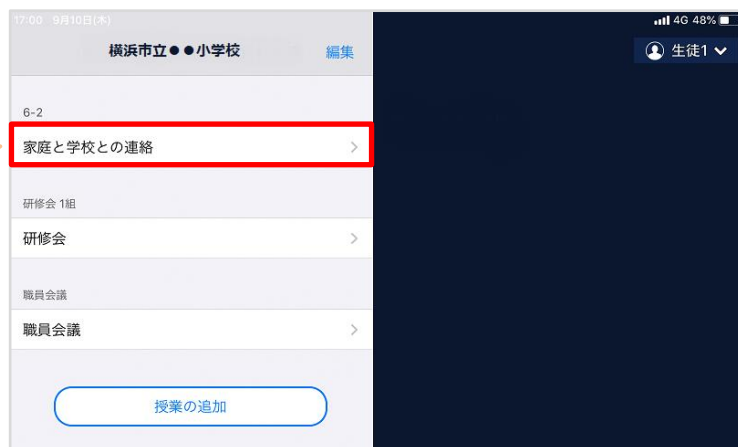 17:00 9月10日(木)
4G 48%
横浜市立●●小学校 編集
生徒1
6-2
家庭と学校との連絡
研修会 1組
研修会
職員会議
職員会議
授業の追加